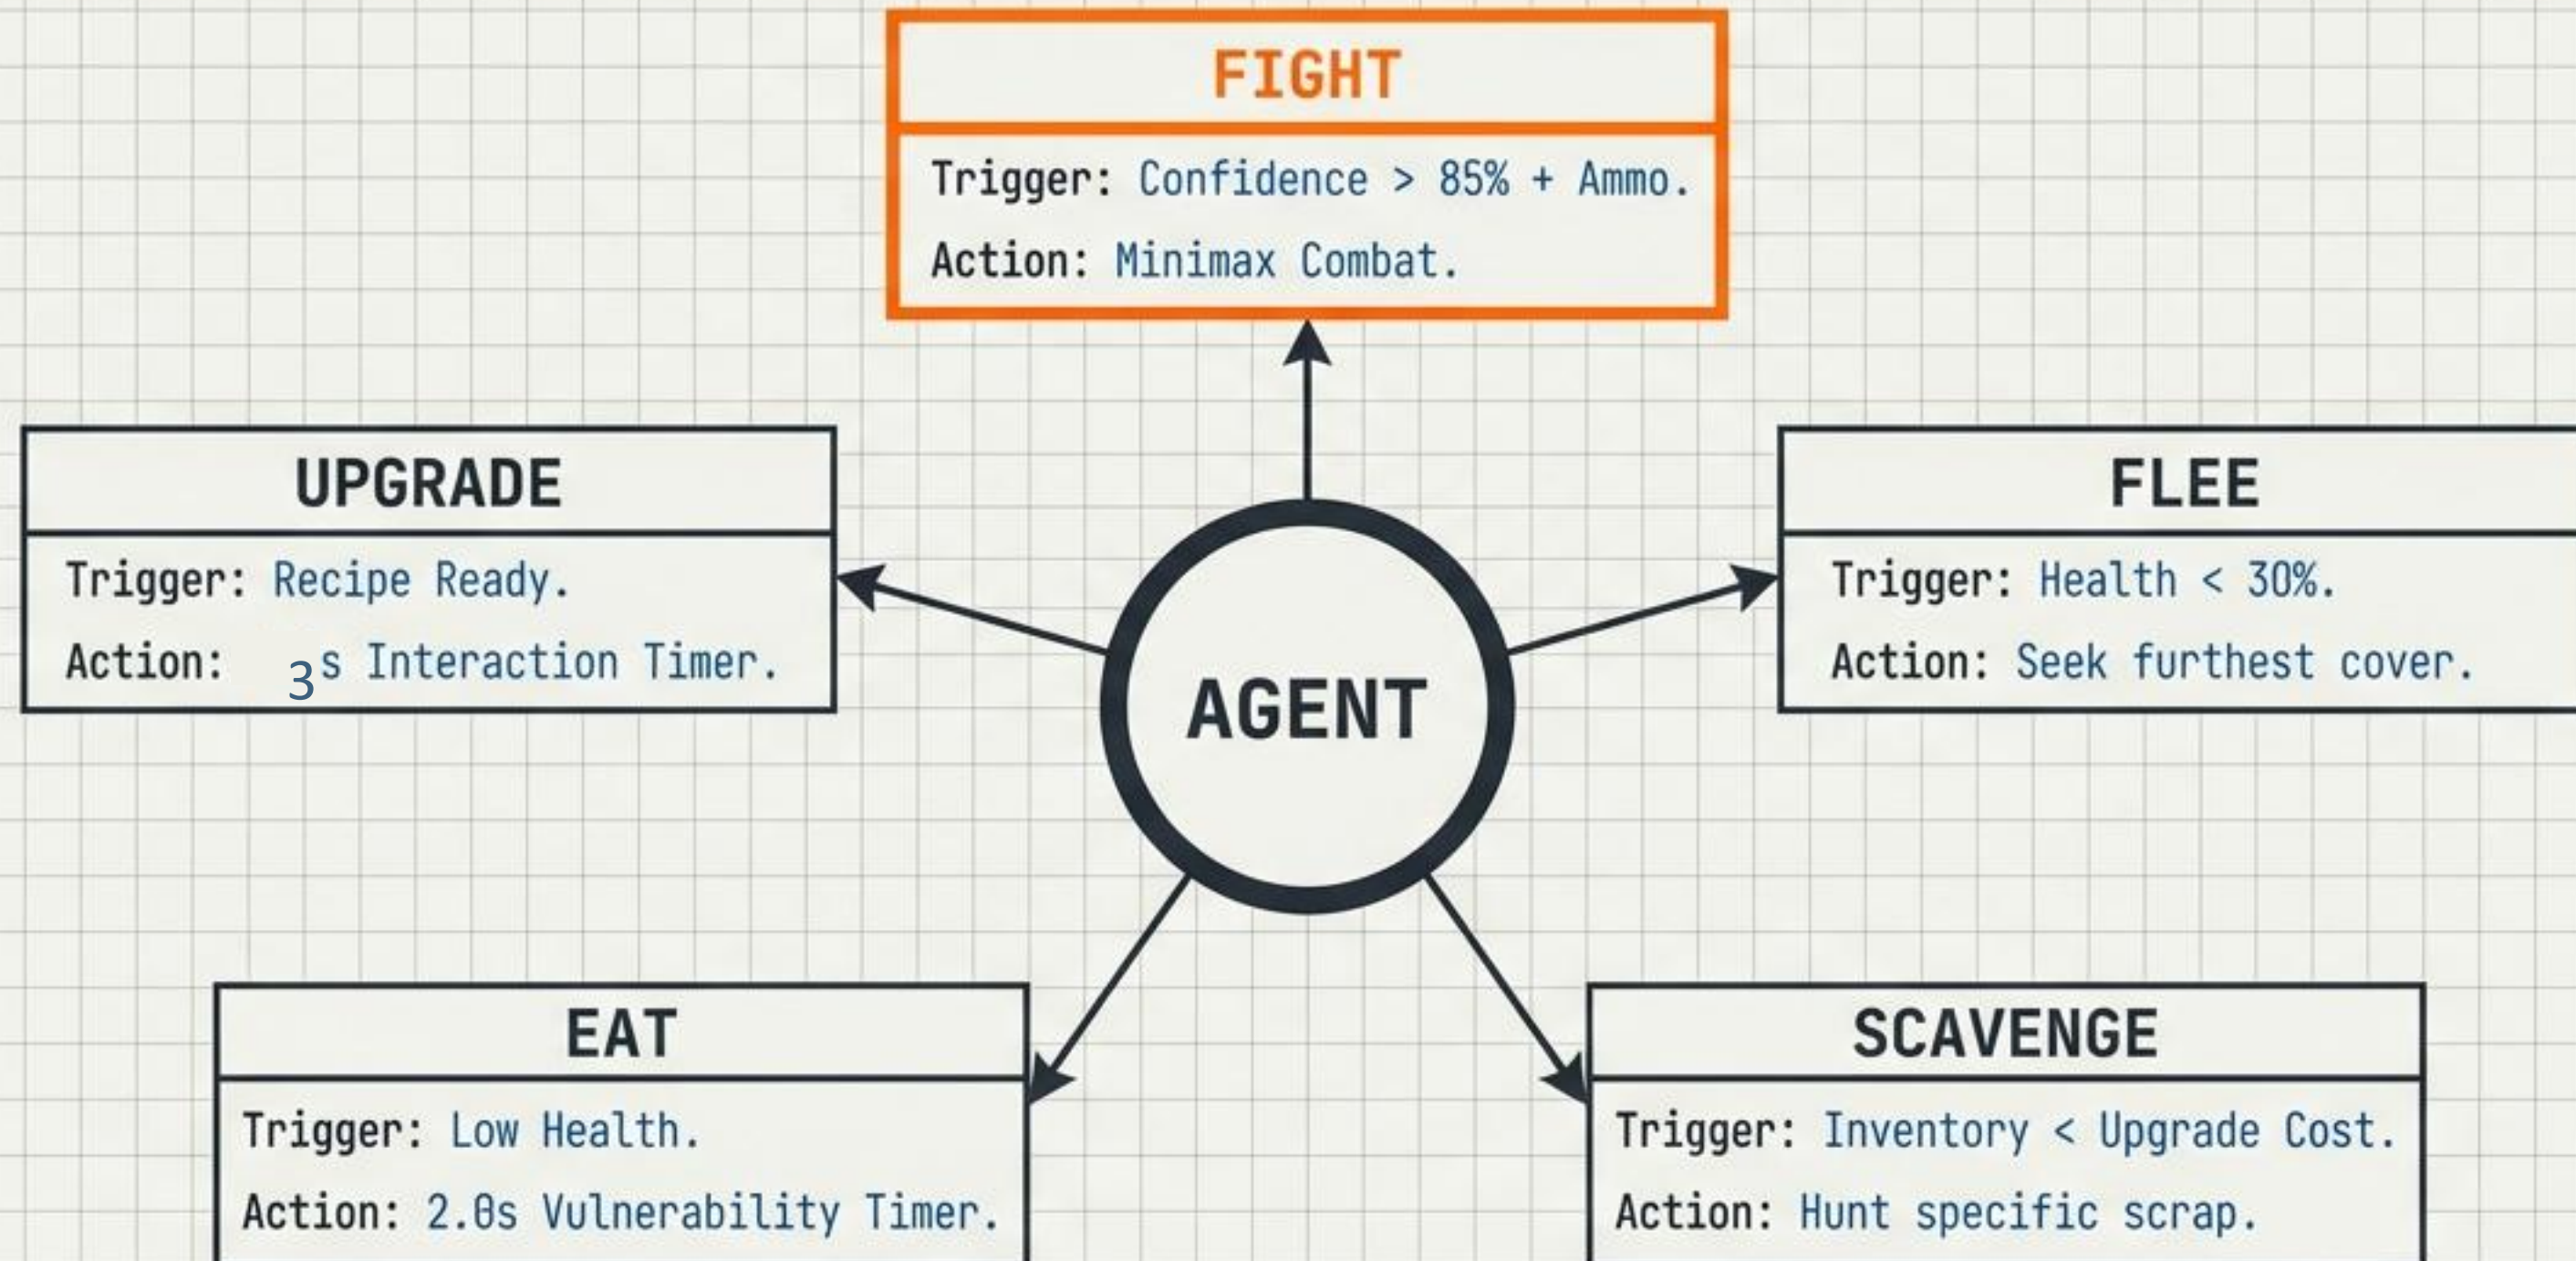 FIGHT
Trigger: Confidence > 85% + Ammo.
Action: Minimax Combat.
UPGRADE
Trigger: Recipe Ready.
Action: 3s Interaction Timer.
FLEE
Trigger: Health < 30%.
Action: Seek furthest cover.
AGENT
EAT
Trigger: Low Health.
Action: 2.0s Vulnerability Timer.
SCAVENGE
Trigger: Inventory < Upgrade Cost.
Action: Hunt specific scrap.